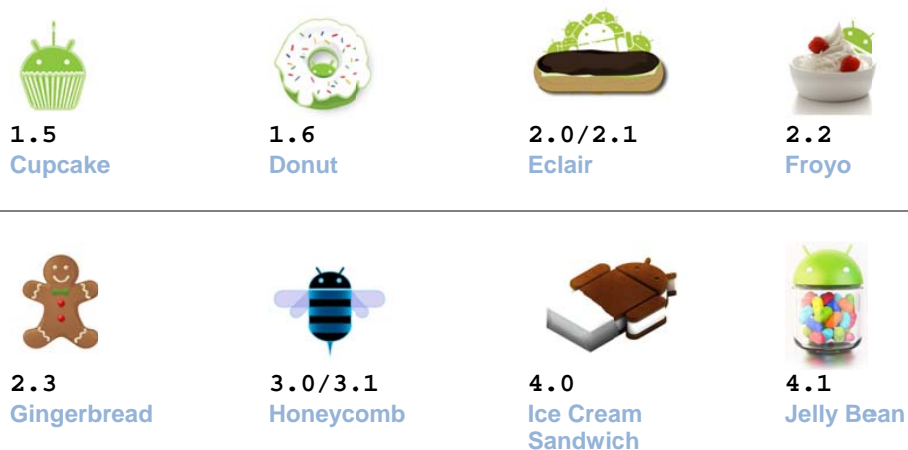 1.5
Cupcake
1.6
Donut
2.0/2.1
Eclair
2.2
Froyo
2.3
Gingerbread
3.0/3.1
Honeycomb
4.0
Ice Cream
Sandwich
4.1
Jelly Bean